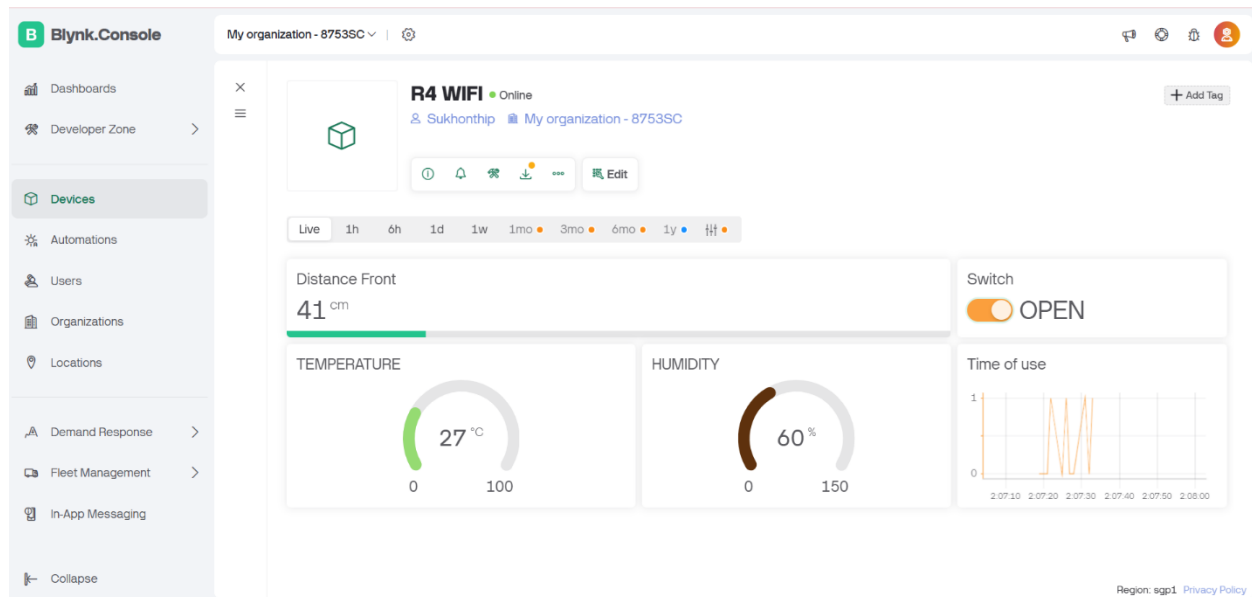 B Blynk.Console
My organization - 8753SC
Dashboards
Developer Zone
Devices
Automations
Users
Organizations
Locations
Demand Response
Fleet Management
In-App Messaging
Collapse
R4 WIFI Online
Sukhonthip My organization - 8753SC
Add Tag
Edit
Live 1h 6h 1d 1w 1mo 3mo 6mo 1y
Distance Front
41 cm
Switch
OPEN
TEMPERATURE
27 °C
0 100
HUMIDITY
60 %
0 150
Time of use
1
0
2:07:10 2:07:20 2:07:30 2:07:40 2:07:50 2:08:00
Region: sgp1 Privacy Policy